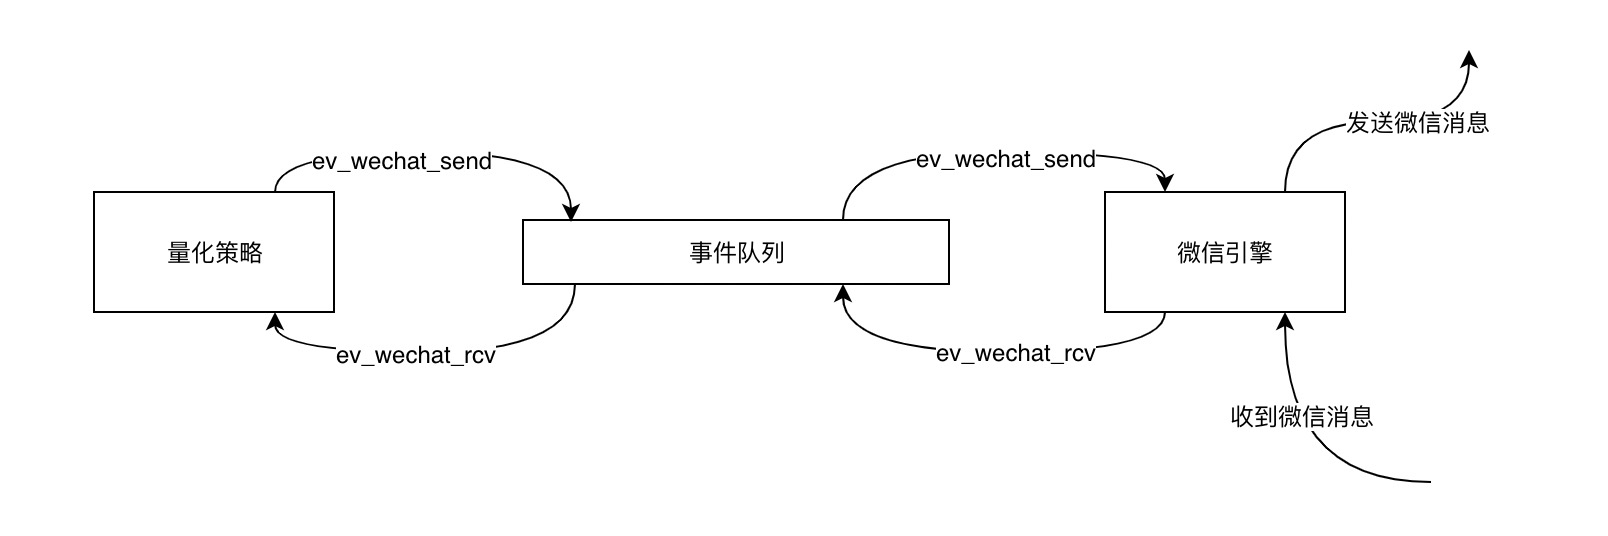 发送微信消息
ev_wechat_send
ev_wechat_send
量化策略
事件队列
微信引擎
ev_wechat_rcv
ev_wechat_rcv
收到微信消息